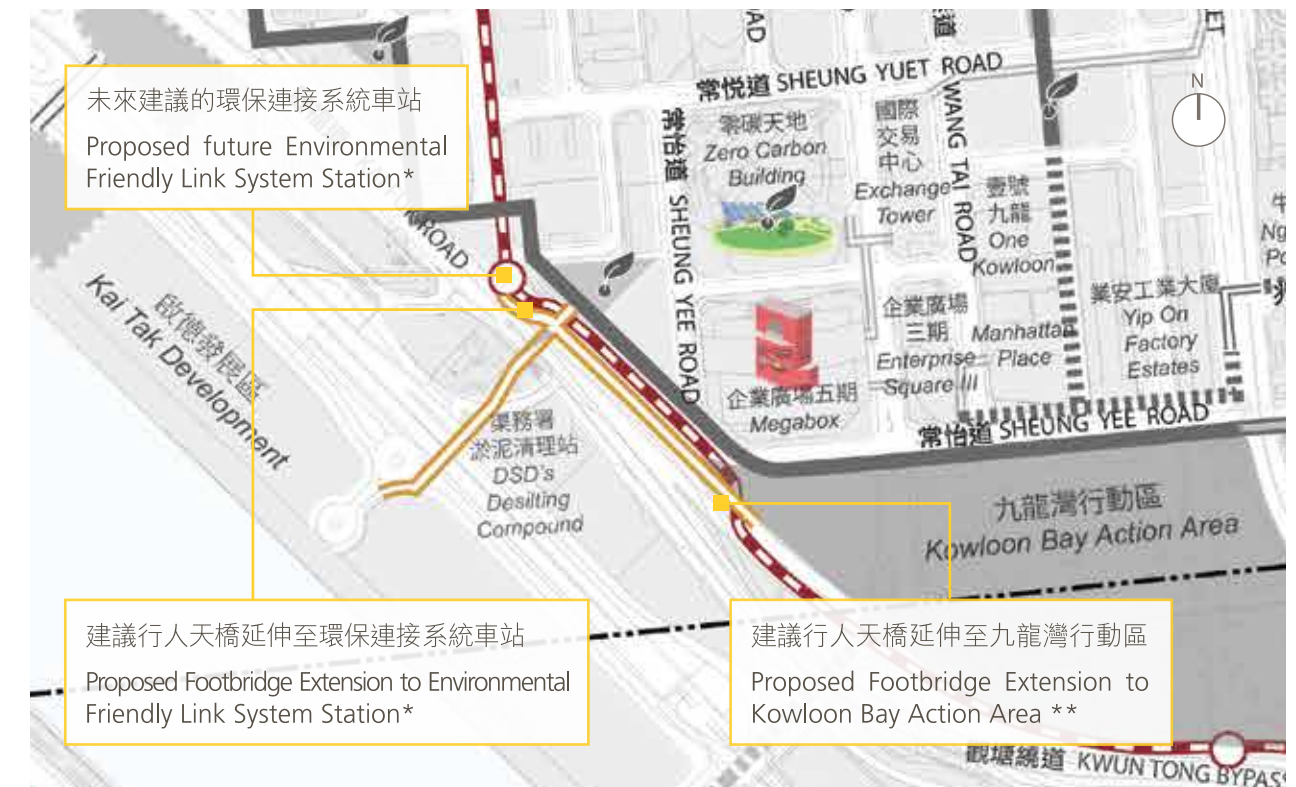 常悅道 SHEUNG YUET ROAD
N
未來建議的環保連接系統車站
Proposed future Environmental
Friendly Link System Station*
常怡道 SHEUNG YEE ROAD
零碳天地
Zero Carbon
Building
國際
交易
中心
Exchange
Tower
WANG TAI ROAD
壹號
九龍
One
Kowloon
ROAD
啟德發展區
Kai Tak Development
企業廣場
三期
Enterprise
Square III
Manhattan
Place
業安工業大廈
Yip On
Factory
Estates
企業廣場五期
Megabox
常怡道 SHEUNG YEE ROAD
渠務署
淤泥清理站
DSD's
Desilting
Compound
九龍灣行動區
Kowloon Bay Action Area
建議行人天橋延伸至環保連接系統車站
Proposed Footbridge Extension to Environmental
Friendly Link System Station*
建議行人天橋延伸至九龍灣行動區
Proposed Footbridge Extension to
Kowloon Bay Action Area **
觀塘繞道 KWUN TONG BYPASS